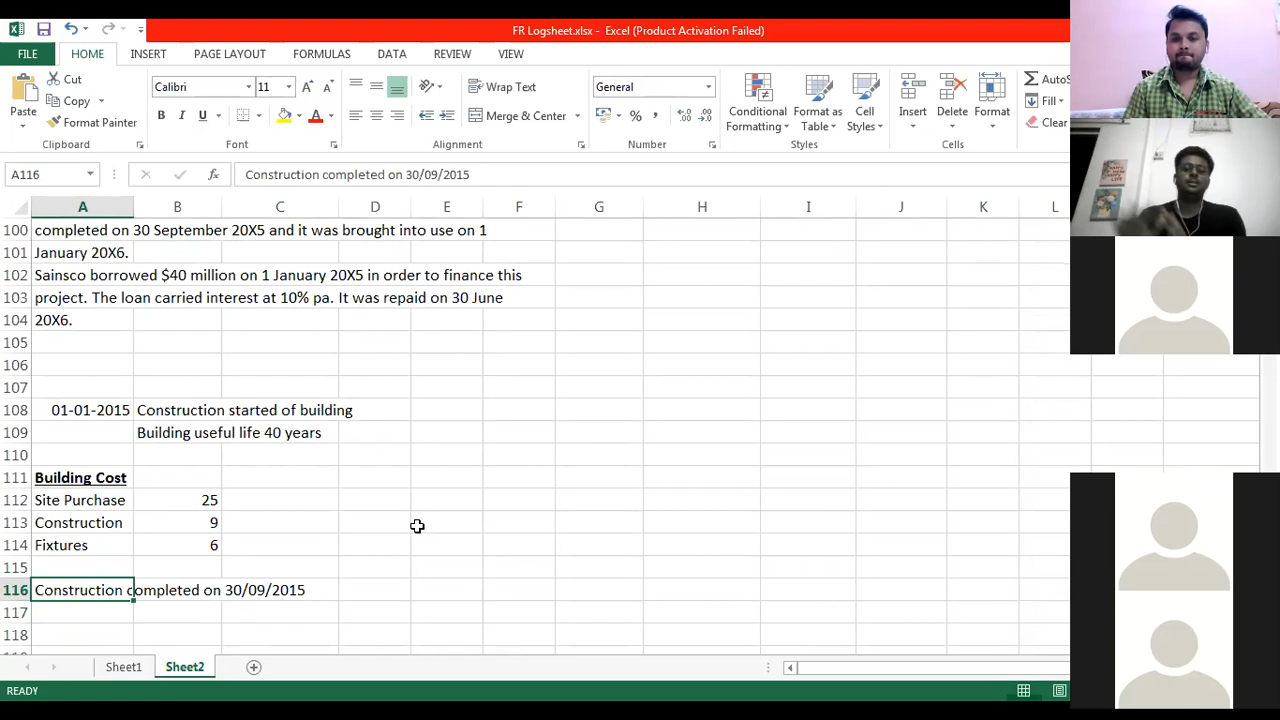 FR Logsheet.xlsx - Excel (Product Activation Failed)
FILE HOME INSERT PAGE LAYOUT FORMULAS DATA REVIEW VIEW
Cut
Copy
Format Painter
Paste
Clipboard
Calibri 11
B I U
Font
Wrap Text
Merge & Center
Alignment
General
%
Number
Conditional Formatting
Format as Table
Cell Styles
Styles
Insert Delete Format
Cells
AutoS
Fill
Clear
A116 fx Construction completed on 30/09/2015
A B C D E F G H I J K L
100 completed on 30 September 20X5 and it was brought into use on 1
101 January 20X6.
102 Sainsco borrowed $40 million on 1 January 20X5 in order to finance this
103 project. The loan carried interest at 10% pa. It was repaid on 30 June
104 20X6.
105
106
107
108 01-01-2015 Construction started of building
109 Building useful life 40 years
110
111 Building Cost
112 Site Purchase 25
113 Construction 9
114 Fixtures 6
115
116 Construction completed on 30/09/2015
117
118
Sheet1 Sheet2
READY